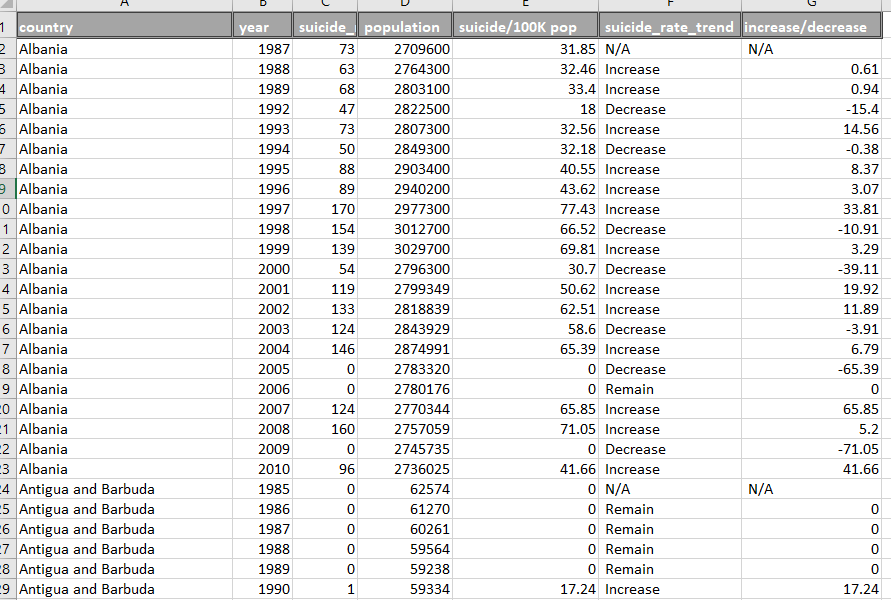 A B C D E F G
1 country year suicide_ population suicide/100K pop suicide_rate_trend increase/decrease
2 Albania 1987 73 2709600 31.85 N/A N/A
3 Albania 1988 63 2764300 32.46 Increase 0.61
4 Albania 1989 68 2803100 33.4 Increase 0.94
5 Albania 1992 47 2822500 18 Decrease -15.4
6 Albania 1993 73 2807300 32.56 Increase 14.56
7 Albania 1994 50 2849300 32.18 Decrease -0.38
8 Albania 1995 88 2903400 40.55 Increase 8.37
9 Albania 1996 89 2940200 43.62 Increase 3.07
0 Albania 1997 170 2977300 77.43 Increase 33.81
1 Albania 1998 154 3012700 66.52 Decrease -10.91
2 Albania 1999 139 3029700 69.81 Increase 3.29
3 Albania 2000 54 2796300 30.7 Decrease -39.11
4 Albania 2001 119 2799349 50.62 Increase 19.92
5 Albania 2002 133 2818839 62.51 Increase 11.89
6 Albania 2003 124 2843929 58.6 Decrease -3.91
7 Albania 2004 146 2874991 65.39 Increase 6.79
8 Albania 2005 0 2783320 0 Decrease -65.39
9 Albania 2006 0 2780176 0 Remain 0
20 Albania 2007 124 2770344 65.85 Increase 65.85
21 Albania 2008 160 2757059 71.05 Increase 5.2
22 Albania 2009 0 2745735 0 Decrease -71.05
23 Albania 2010 96 2736025 41.66 Increase 41.66
24 Antigua and Barbuda 1985 0 62574 0 N/A N/A
25 Antigua and Barbuda 1986 0 61270 0 Remain 0
26 Antigua and Barbuda 1987 0 60261 0 Remain 0
27 Antigua and Barbuda 1988 0 59564 0 Remain 0
28 Antigua and Barbuda 1989 0 59238 0 Remain 0
29 Antigua and Barbuda 1990 1 59334 17.24 Increase 17.24